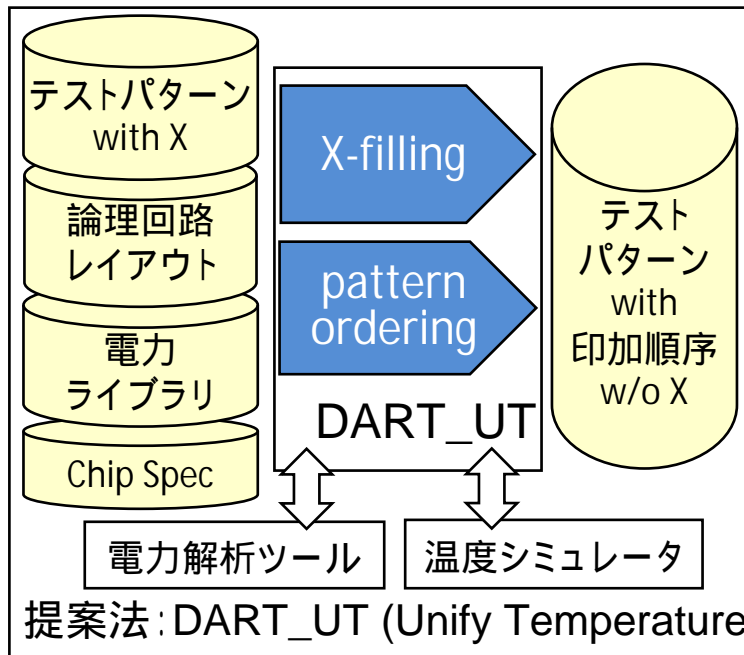 テストパターン
with X
論理回路
レイアウト
電力
ライブラリ
Chip Spec
X-filling
pattern
ordering
DART_UT
テスト
パターン
with
印加順序
w/o X
電力解析ツール
温度シミュレータ
提案法:DART_UT (Unify Temperature